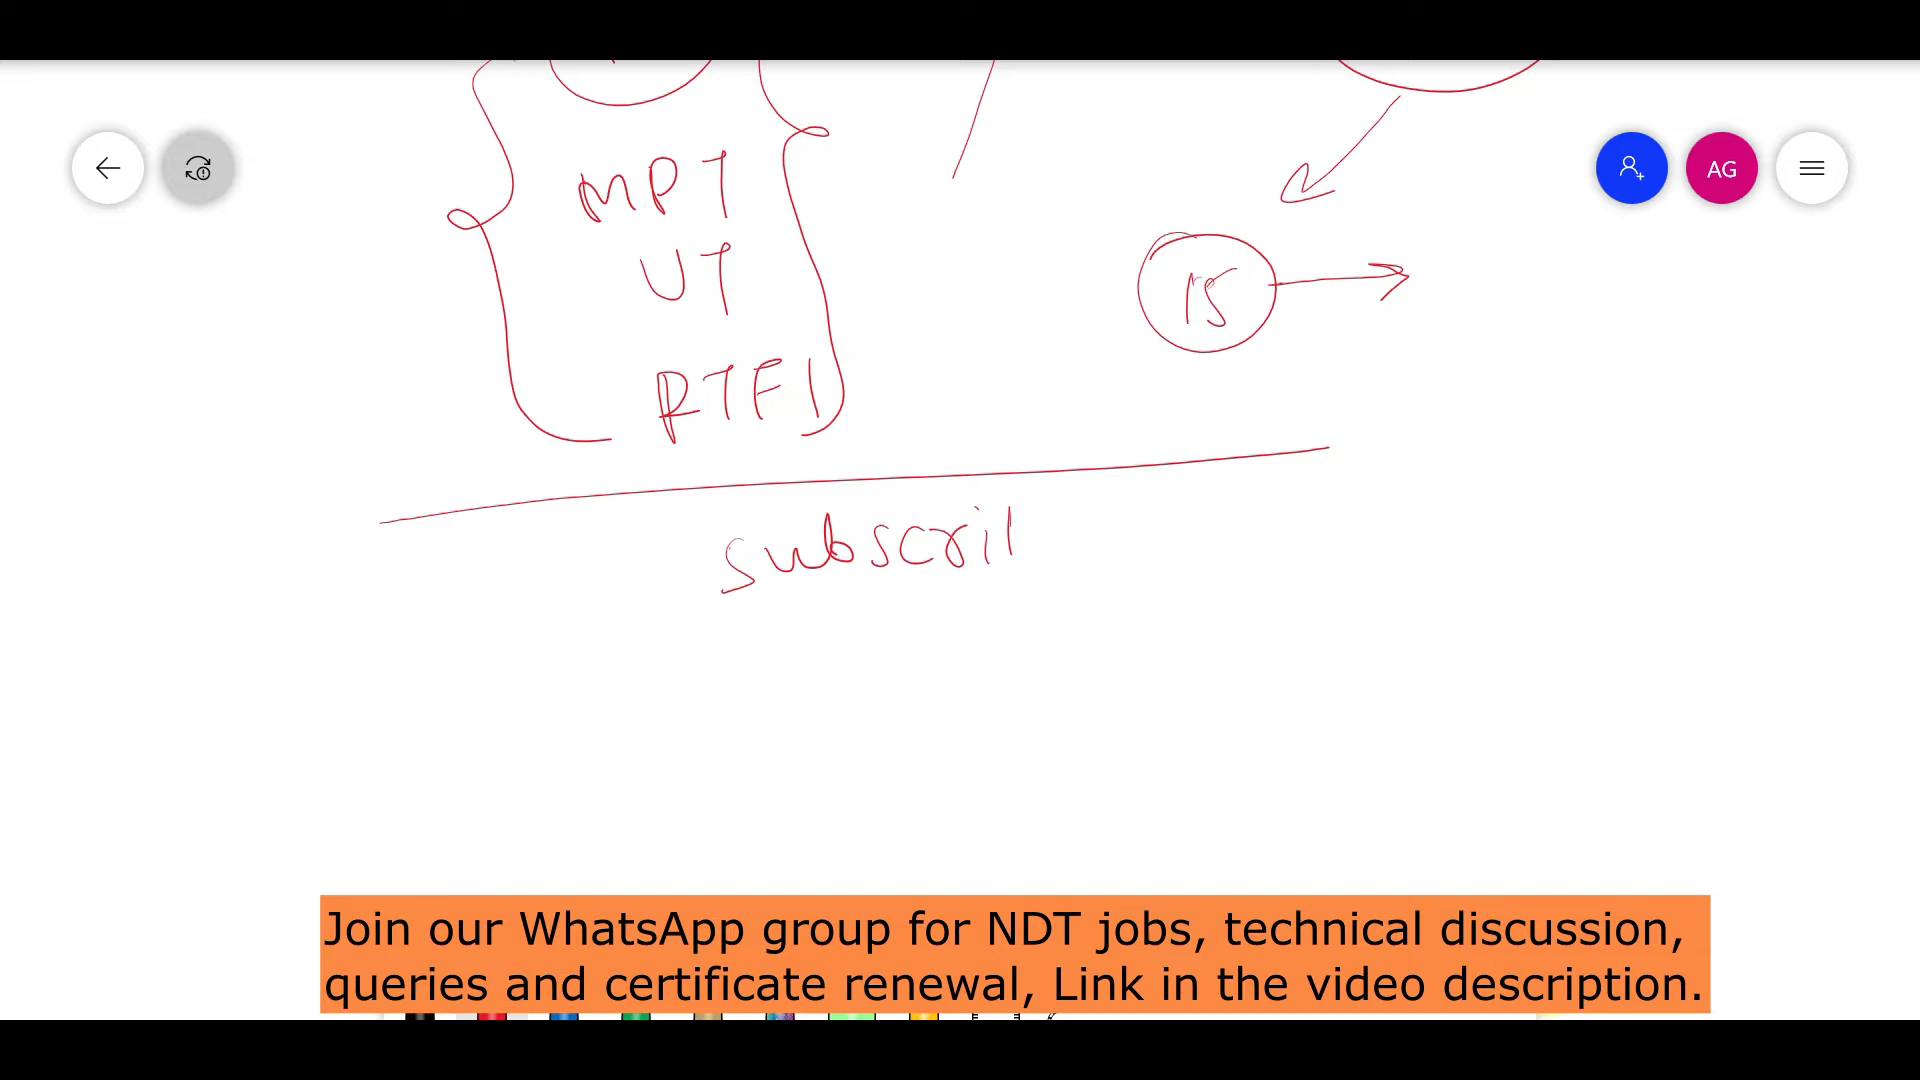 AG
MPT
UT
15
RTFI
subscril
Join our WhatsApp group for NDT jobs, technical discussion,
queries and certificate renewal, Link in the video description.